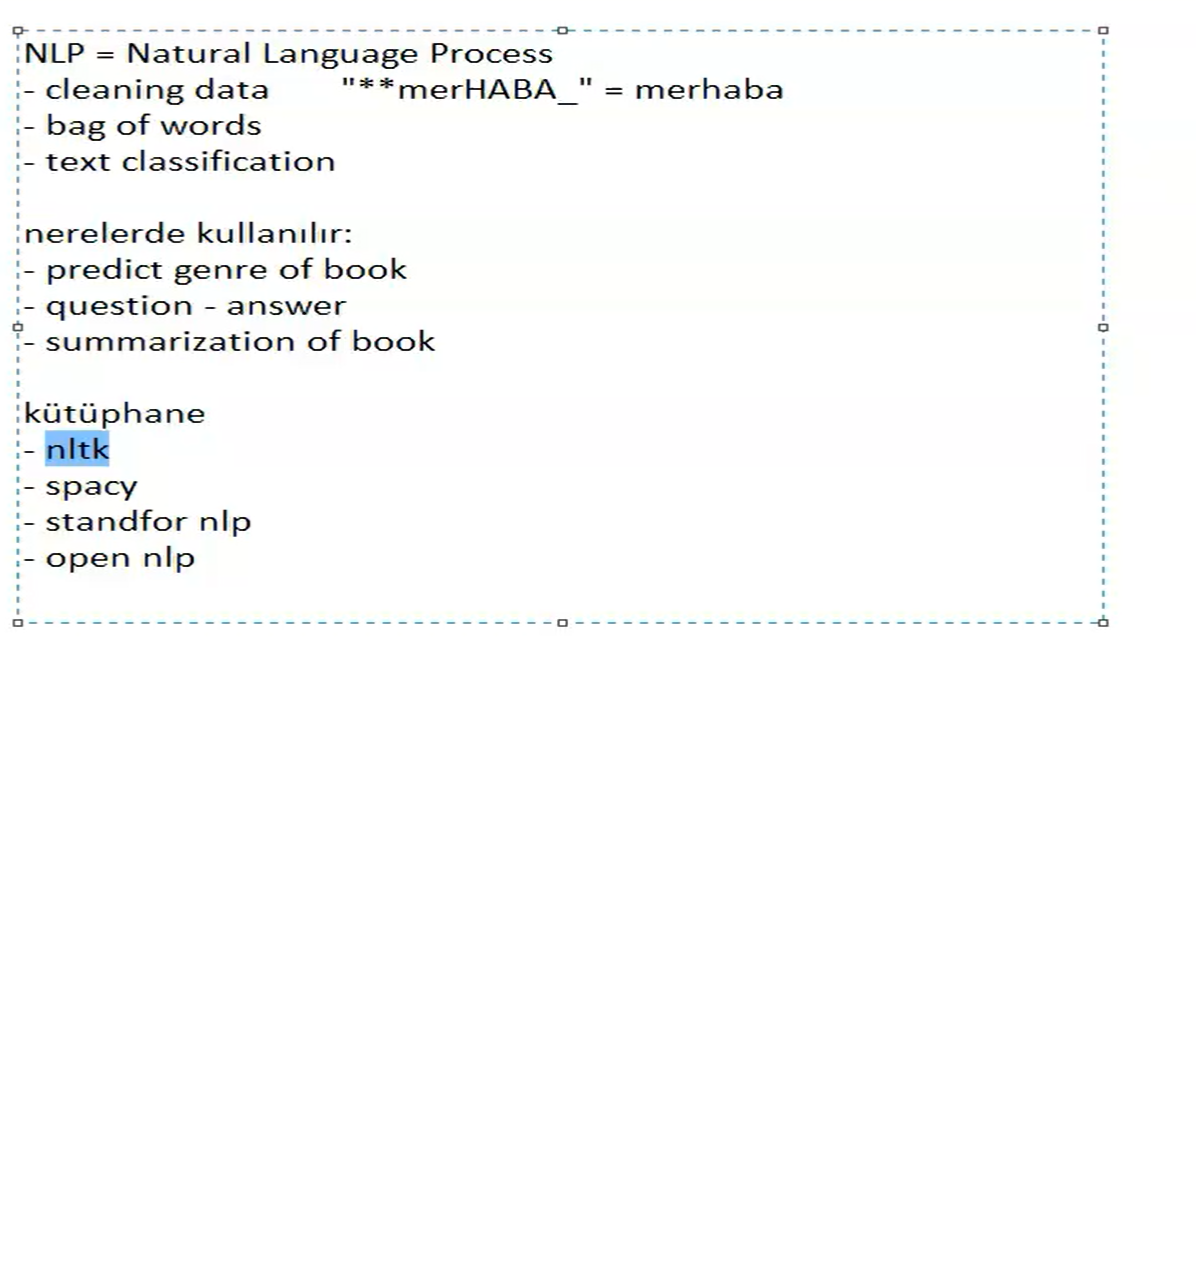 NLP = Natural Language Process
- cleaning data "**merHABA_" = merhaba
- bag of words
- text classification
nerelerde kullanılır:
- predict genre of book
- question - answer
- summarization of book
kütüphane
- nltk
- spacy
- standfor nlp
- open nlp